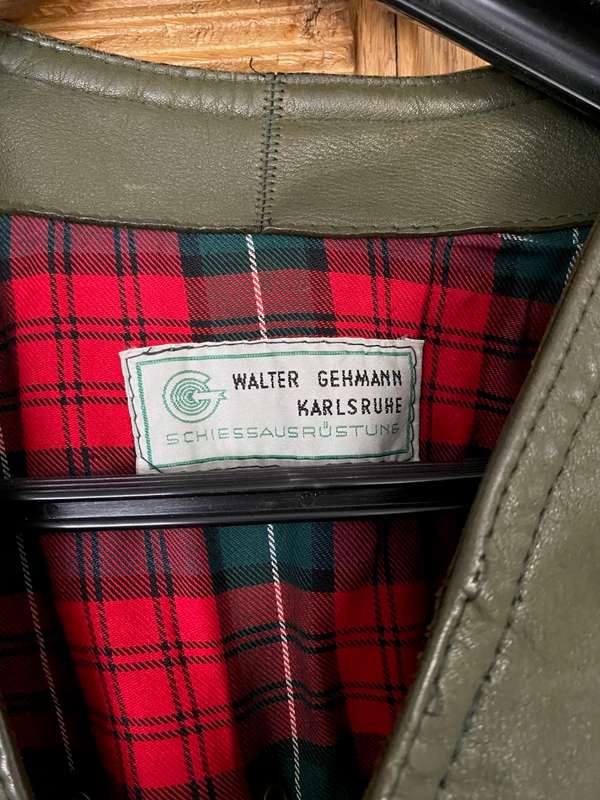 WALTER GEHMANN
KARLSRUHE
SCHIESSAUSRÜSTUNG